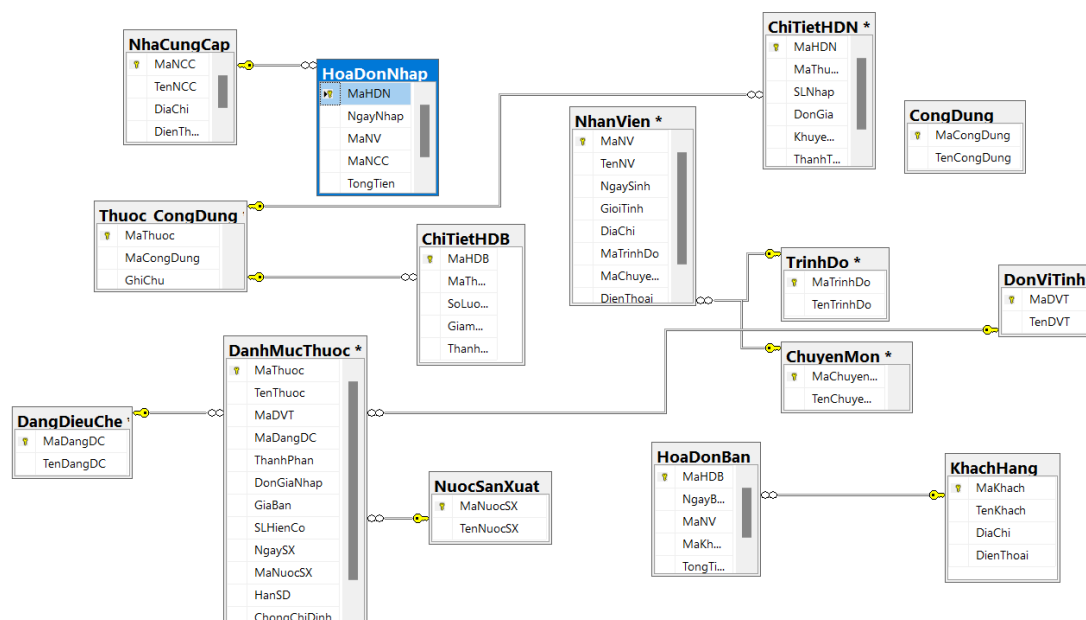 NhaCungCap
MaNCC
TenNCC
DiaChi
DienTh...
HoaDonNhap
MaHDN
NgayNhap
MaNV
MaNCC
TongTien
ChiTietHDN *
MaHDN
MaThu...
SLNhap
DonGia
Khuye...
ThanhT...
CongDung
MaCongDung
TenCongDung
NhanVien *
MaNV
TenNV
NgaySinh
GioiTinh
DiaChi
MaTrinhDo
MaChuye...
DienThoai
Thuoc_CongDung
MaThuoc
MaCongDung
GhiChu
ChiTietHDB
MaHDB
MaTh...
SoLuo...
Giam...
Thanh...
TrinhDo *
MaTrinhDo
TenTrinhDo
DonViTinh
MaDVT
TenDVT
ChuyenMon *
MaChuyen...
TenChuye...
DanhMucThuoc *
MaThuoc
TenThuoc
MaDVT
MaDangDC
ThanhPhan
DonGiaNhap
GiaBan
SLHienCo
NgaySX
MaNuocSX
HanSD
ChongChiDinh
DangDieuChe
MaDangDC
TenDangDC
NuocSanXuat
MaNuocSX
TenNuocSX
HoaDonBan
MaHDB
NgayB...
MaNV
MaKh...
TongTi...
KhachHang
MaKhach
TenKhach
DiaChi
DienThoai